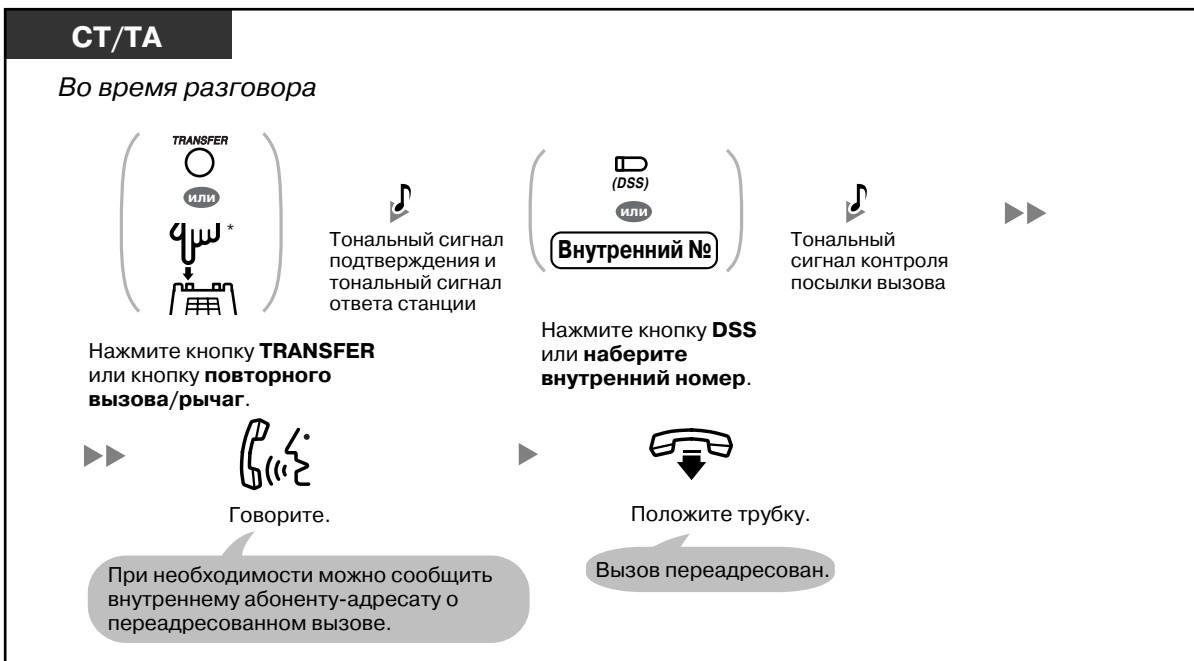 СТ/ТА
Во время разговора
TRANSFER
или
*
Тональный сигнал
подтверждения и
тональный сигнал
ответа станции
(DSS)
или
Внутренний №
Тональный
сигнал контроля
посылки вызова
Нажмите кнопку TRANSFER
или кнопку повторного
вызова/рычаг.
Нажмите кнопку DSS
или наберите
внутренний номер.
Говорите.
Положите трубку.
При необходимости можно сообщить
внутреннему абоненту-адресату о
переадресованном вызове.
Вызов переадресован.